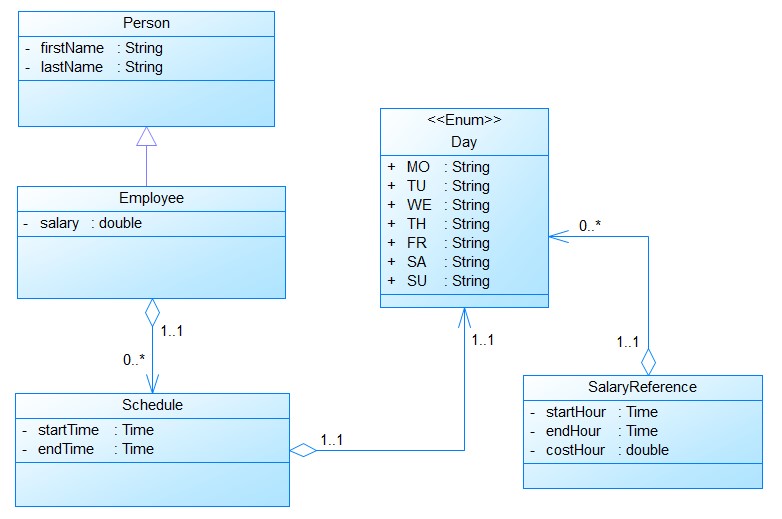 Person
- firstName : String
- lastName : String
Employee
- salary : double
1..1
0..*
Schedule
- startTime : Time
- endTime : Time
1..1
<<Enum>>
Day
+ MO : String
+ TU : String
+ WE : String
+ TH : String
+ FR : String
+ SA : String
+ SU : String
1..1
0..*
1..1
SalaryReference
- startHour : Time
- endHour : Time
- costHour : double